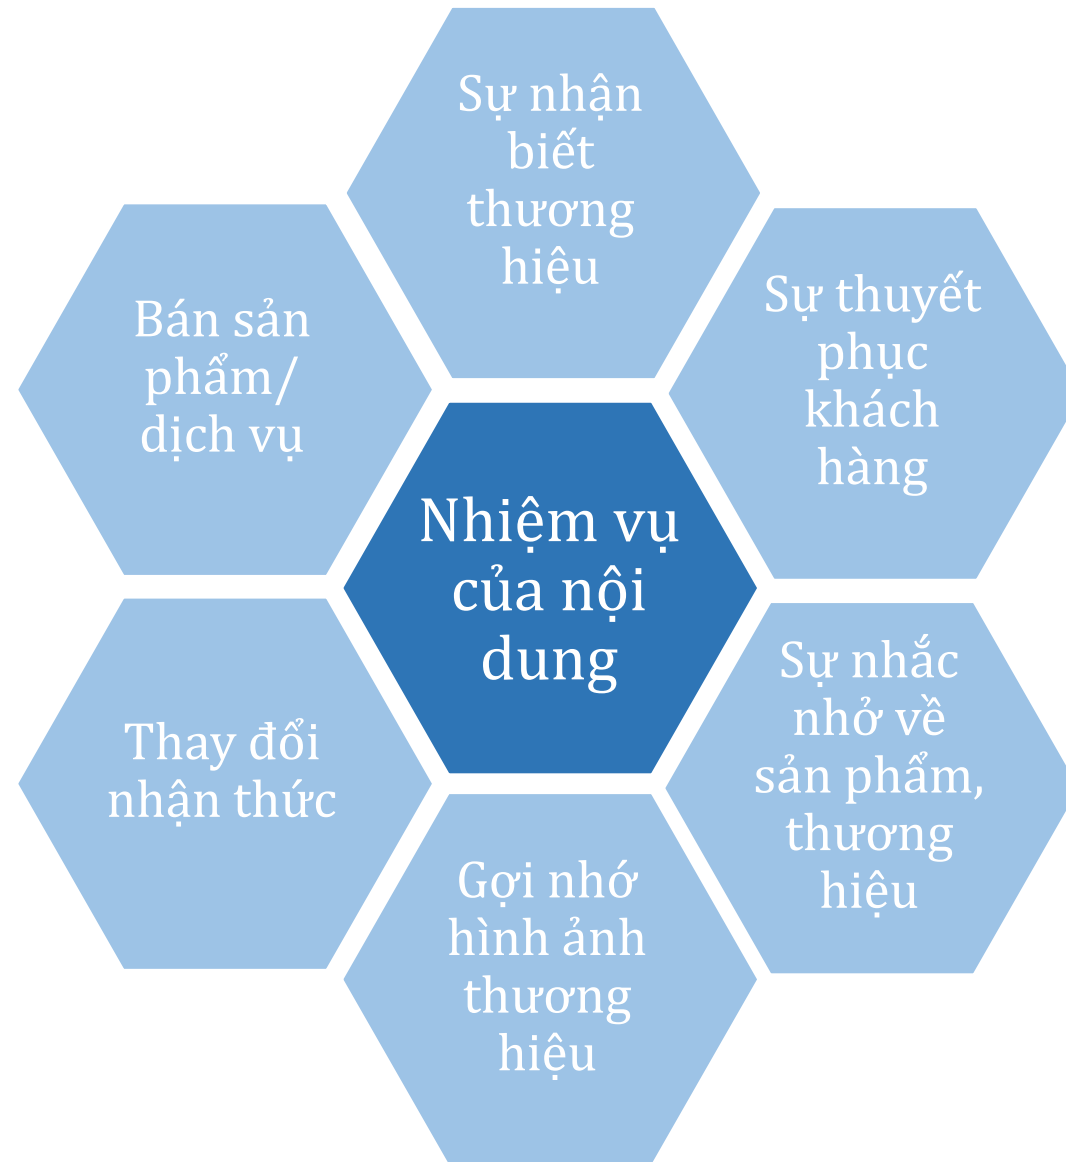 Sự nhận
biết
thương
hiệu
Sự thuyết
phục
khách
hàng
Sự nhắc
nhở về
sản phẩm,
thương
hiệu
Gợi nhớ
hình ảnh
thương
hiệu
Thay đổi
nhận thức
Bán sản
phẩm/
dịch vụ
Nhiệm vụ
của nội
dung